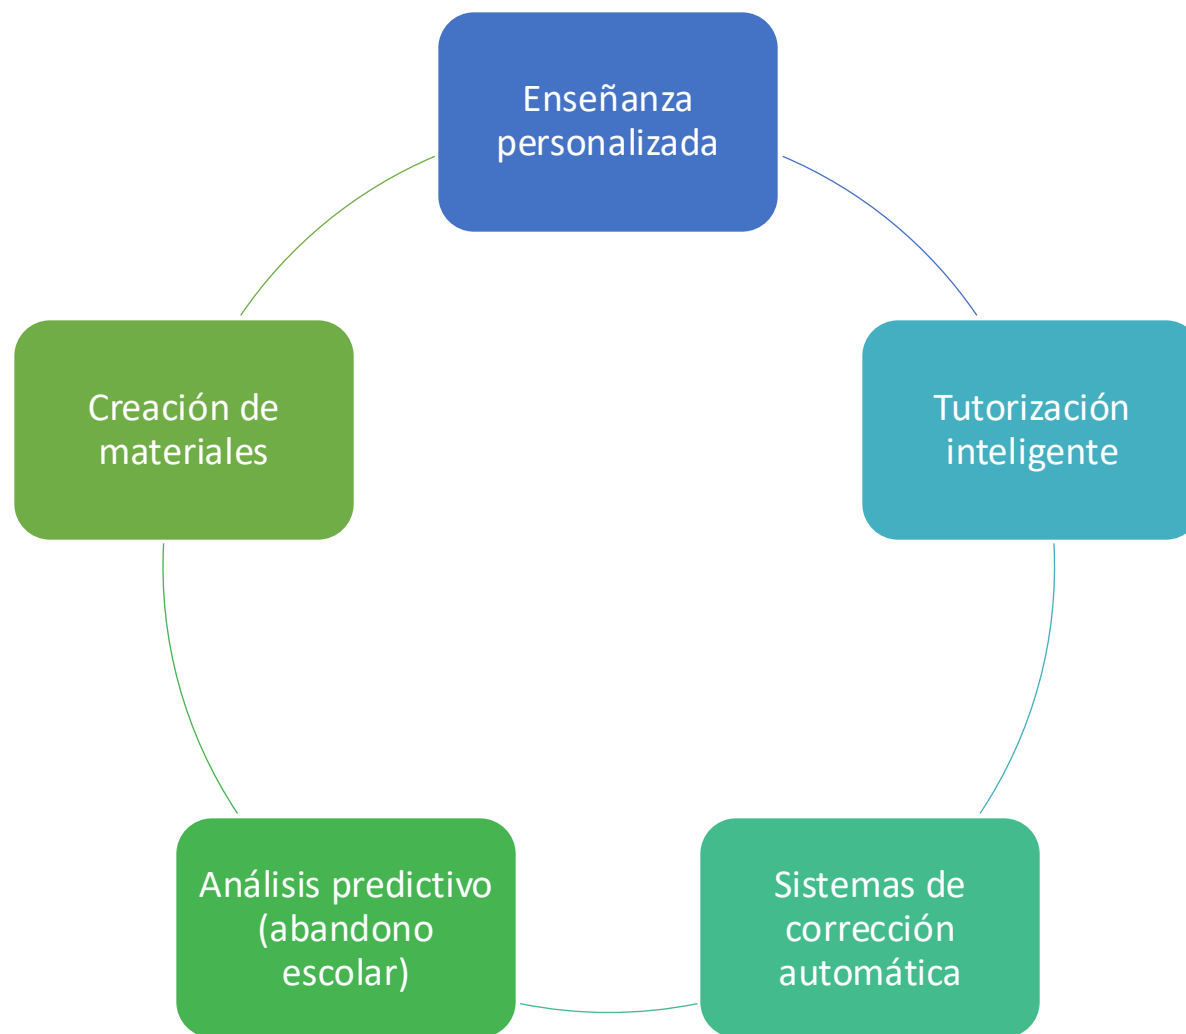 Enseñanza
personalizada
Tutorización
inteligente
Sistemas de
corrección
automática
Análisis predictivo
(abandono
escolar)
Creación de
materiales